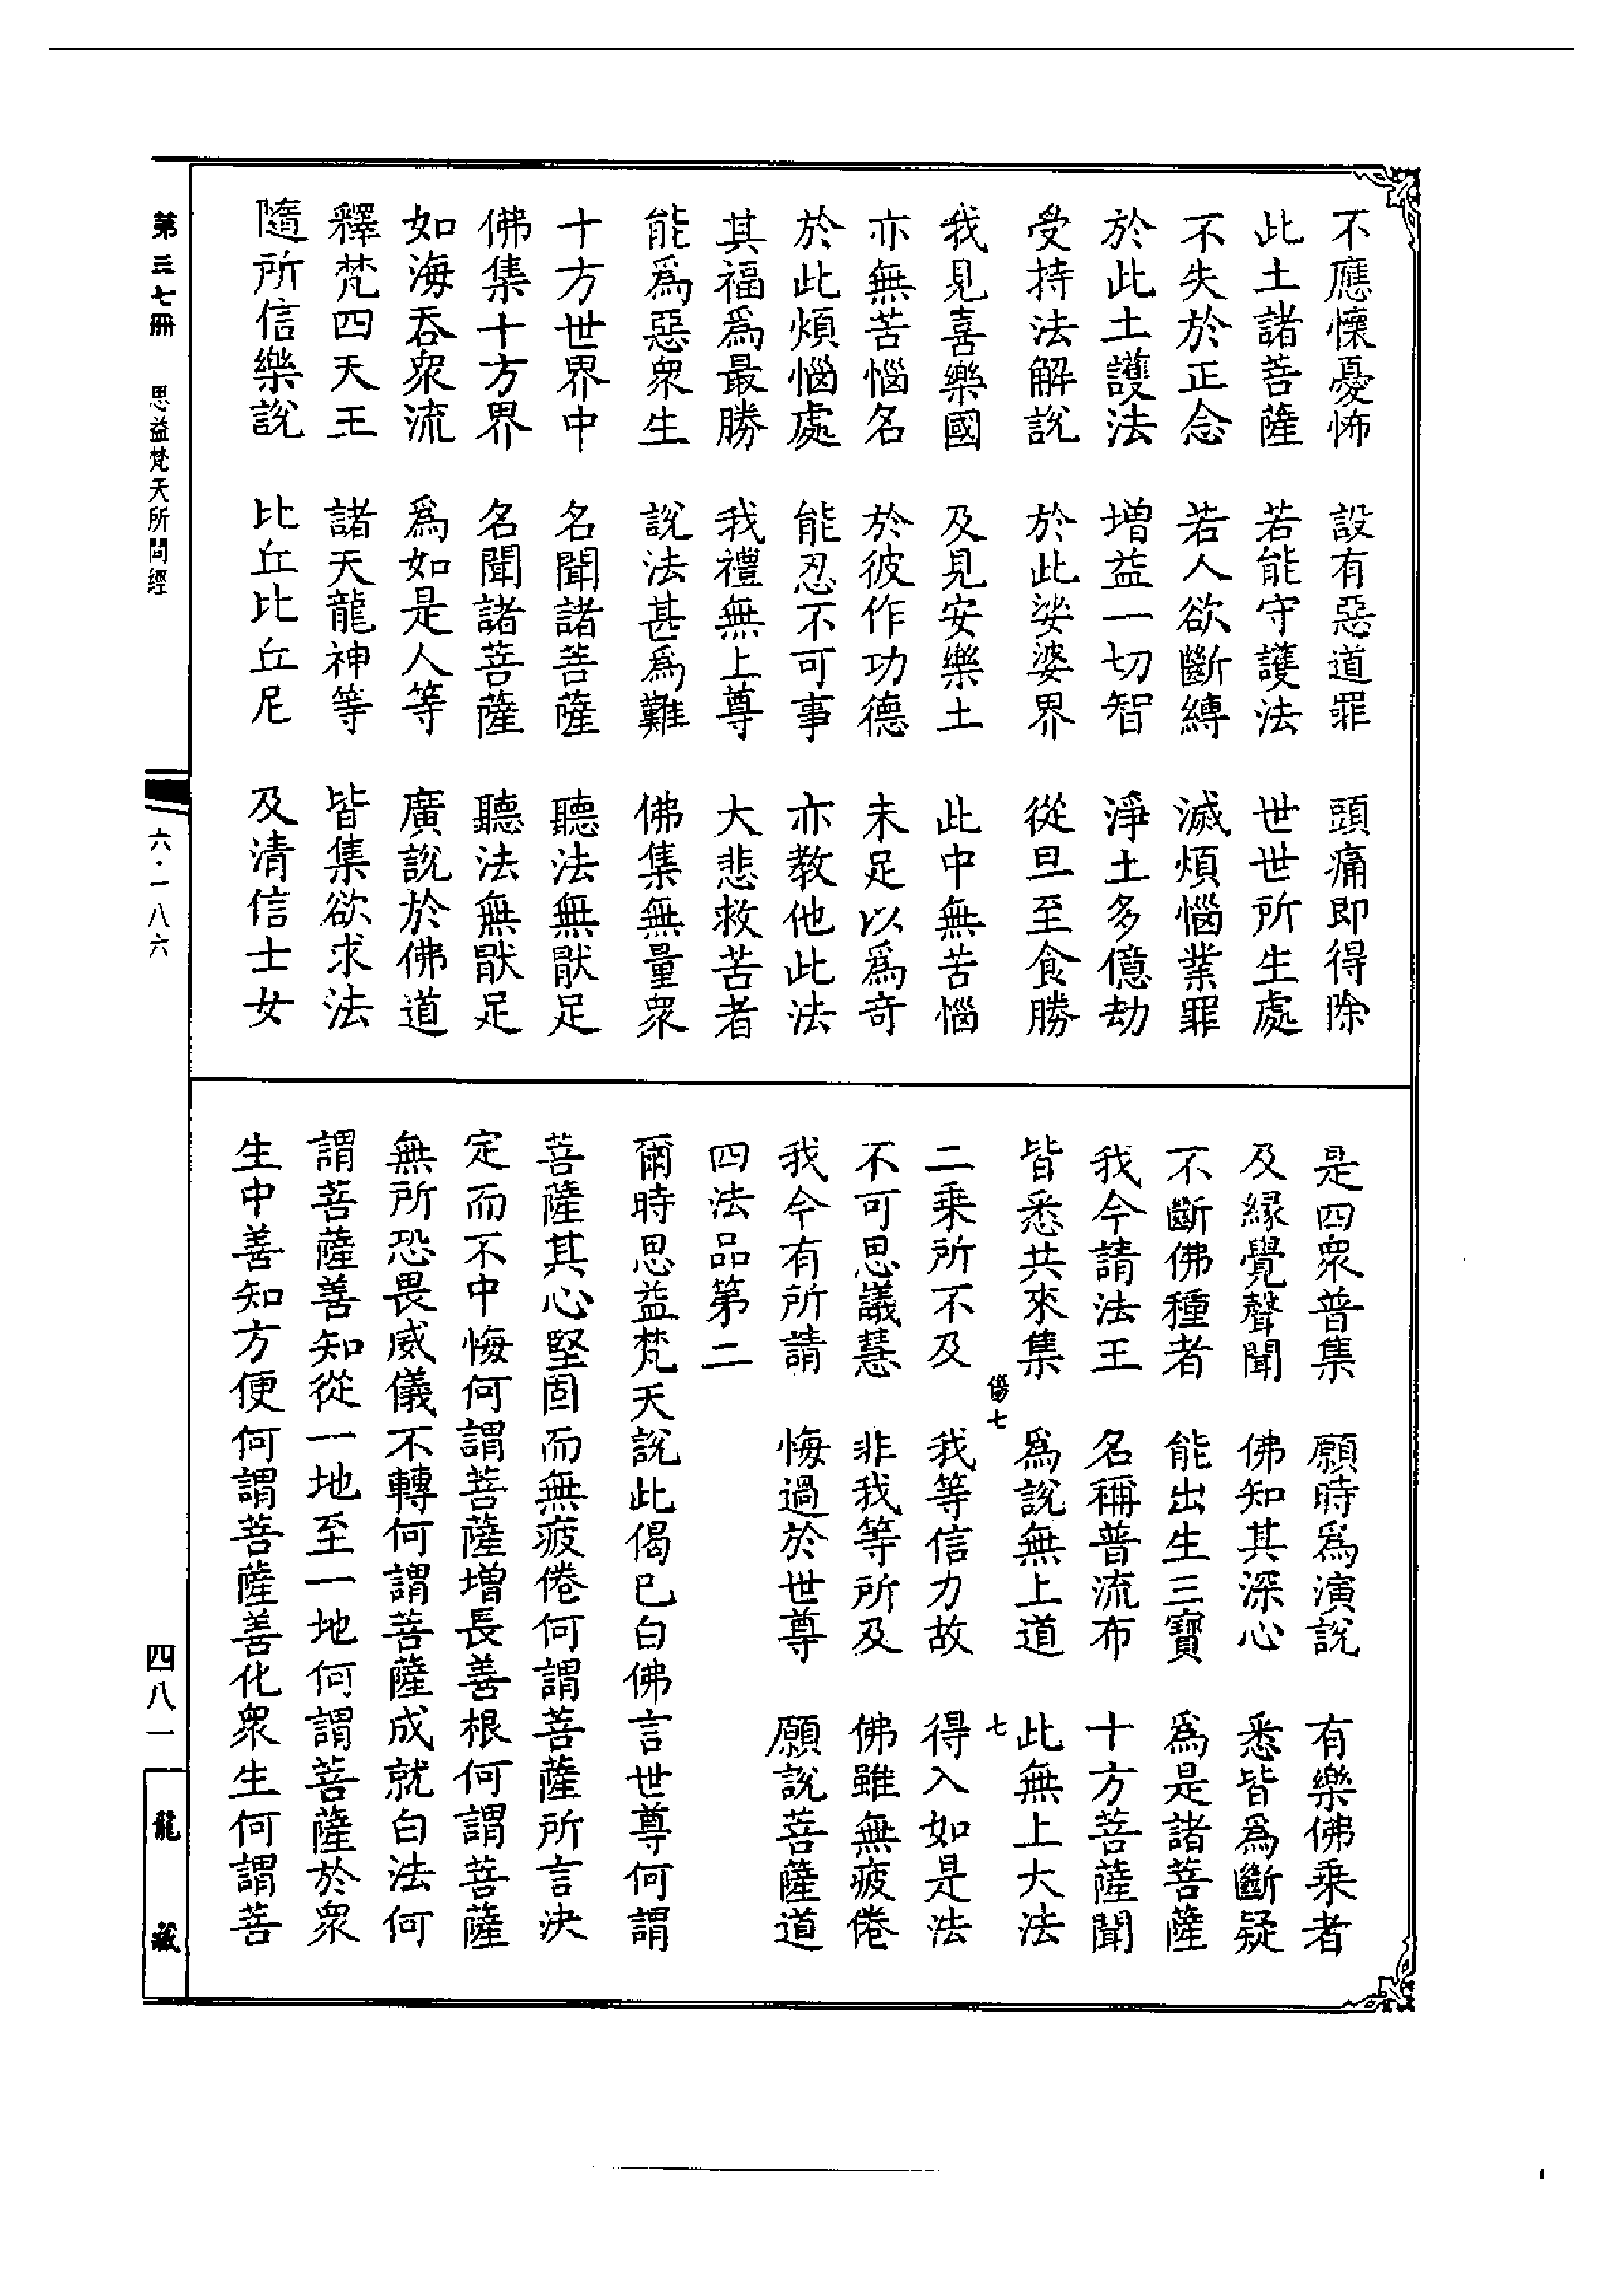 不應懷憂怖　設有惡道罪　頭痛即得除
此土諸菩薩　若能守護法　世世所生處
不失於正念　若人欲斷縛　滅煩惱業罪
於此土護法　增益一切智　淨土多億劫
受持法解說　於此娑婆界　從旦至食勝
我見喜樂國　及見安樂土　此中無苦惱
亦無苦惱名　於彼作功德　未足以爲奇
於此煩惱處　能忍不可事　亦教他此法
其福爲最勝　我禮無上尊　大悲救苦者
能爲惡衆生　說法甚爲難　佛集無量衆
十方世界中　名聞諸菩薩　聽法無猒足
佛集十方界　名聞諸菩薩　聽法無猒足
如海吞衆流　爲如是人等　廣說於佛道
釋梵四天王　諸天龍神等　皆集欲求法
隨所信樂說　比丘比丘尼　及清信士女
是四衆普集　願時爲演說　有樂佛乘者
及緣覺聲聞　佛知其深心　悉皆爲斷疑
不斷佛種者　能出生三寶　爲是諸菩薩
我今請法王　名稱普流布　十方菩薩聞
皆悉共來集　爲說無上道　此無上大法
傷七　七
二乘所不及　我等信力故　得入如是法
不可思議慧　非我等所及　佛雖無疲倦
我今有所請　悔過於世尊　願說菩薩道
四法品第二
爾時思益梵天說此偈已白佛言世尊何謂
菩薩其心堅固而無疲倦何謂菩薩所言決
定而不中悔何謂菩薩增長善根何謂菩薩
無所恐畏威儀不轉何謂菩薩成就白法何
謂菩薩善知從一地至一地何謂菩薩於衆
生中善知方便何謂菩薩善化衆生何謂菩
第三七冊　思益梵天所問經
六·一八六
四八一
龍藏